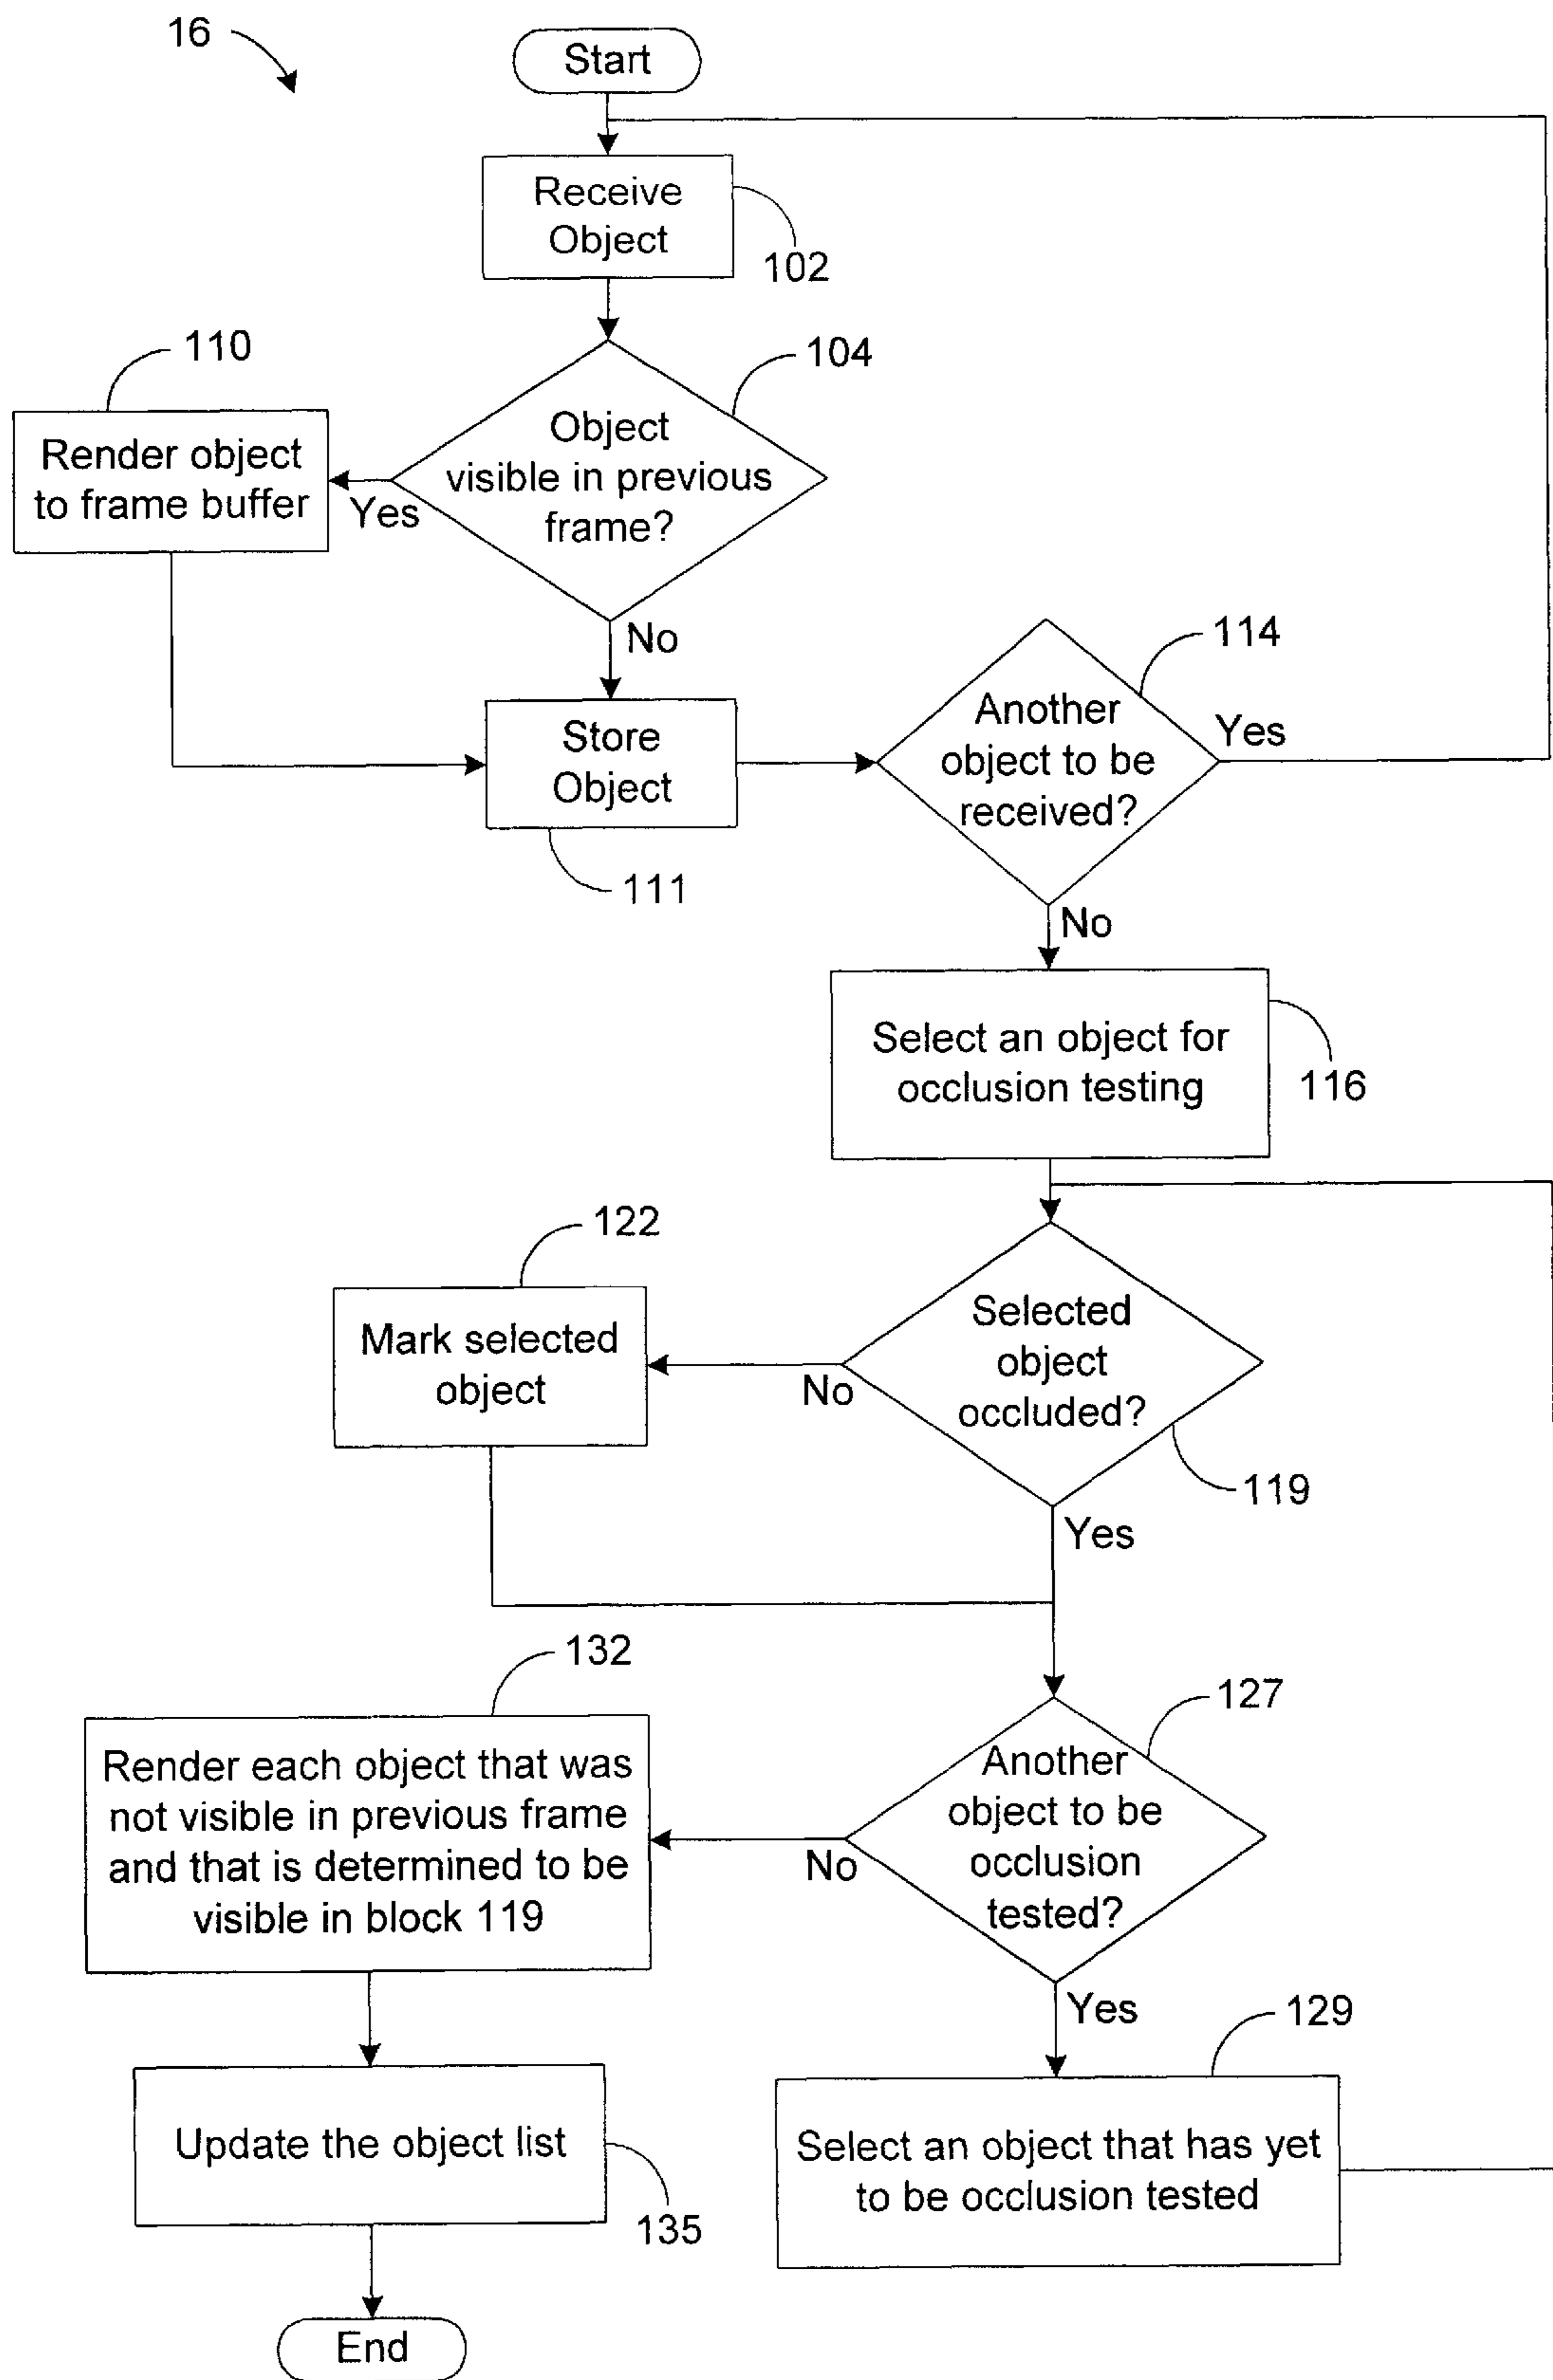 16
Start
Receive
Object
102
110
104
Render object
to frame buffer
Object
visible in previous
frame?
Yes
No
114
Store
Object
Another
object to be
received?
Yes
111
No
Select an object for
occlusion testing
116
122
Mark selected
object
Selected
object
occluded?
No
119
Yes
132
127
Render each object that was
not visible in previous frame
and that is determined to be
visible in block 119
Another
object to be
occlusion
tested?
No
Yes
129
Update the object list
135
Select an object that has yet
to be occlusion tested
End